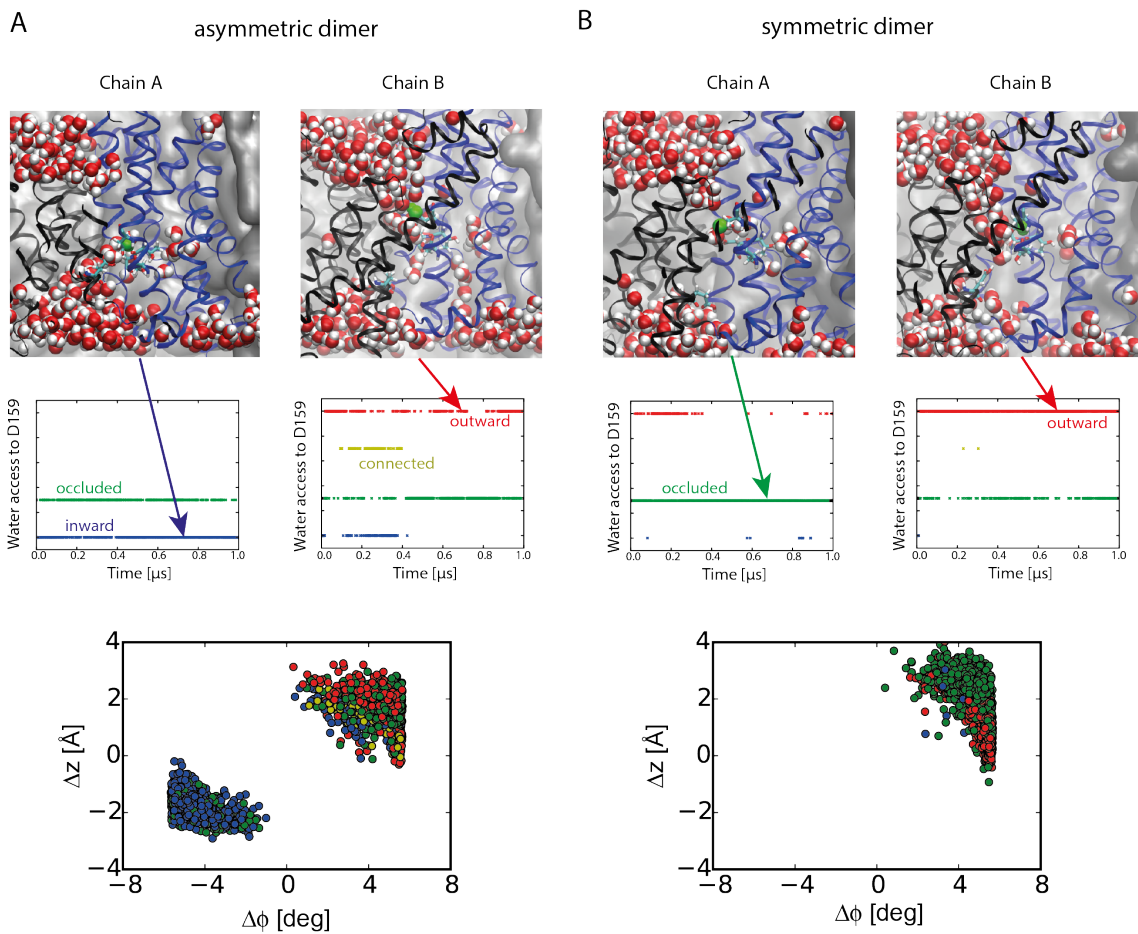 A
asymmetric dimer
B
symmetric dimer
Chain A
Chain B
Chain A
Chain B
Water access to D159
occluded
inward
0.0 0.2 0.4 0.6 0.8 1.0
Time [μs]
Water access to D159
outward
connected
0.0 0.2 0.4 0.6 0.8 1.0
Time [μs]
Water access to D159
occluded
0.0 0.2 0.4 0.6 0.8 1.0
Time [μs]
Water access to D159
outward
0.0 0.2 0.4 0.6 0.8 1.0
Time [μs]
4
2
0
−2
−4
Δz [Å]
−8 −4 0 4 8
Δϕ [deg]
4
2
0
−2
−4
Δz [Å]
−8 −4 0 4 8
Δϕ [deg]